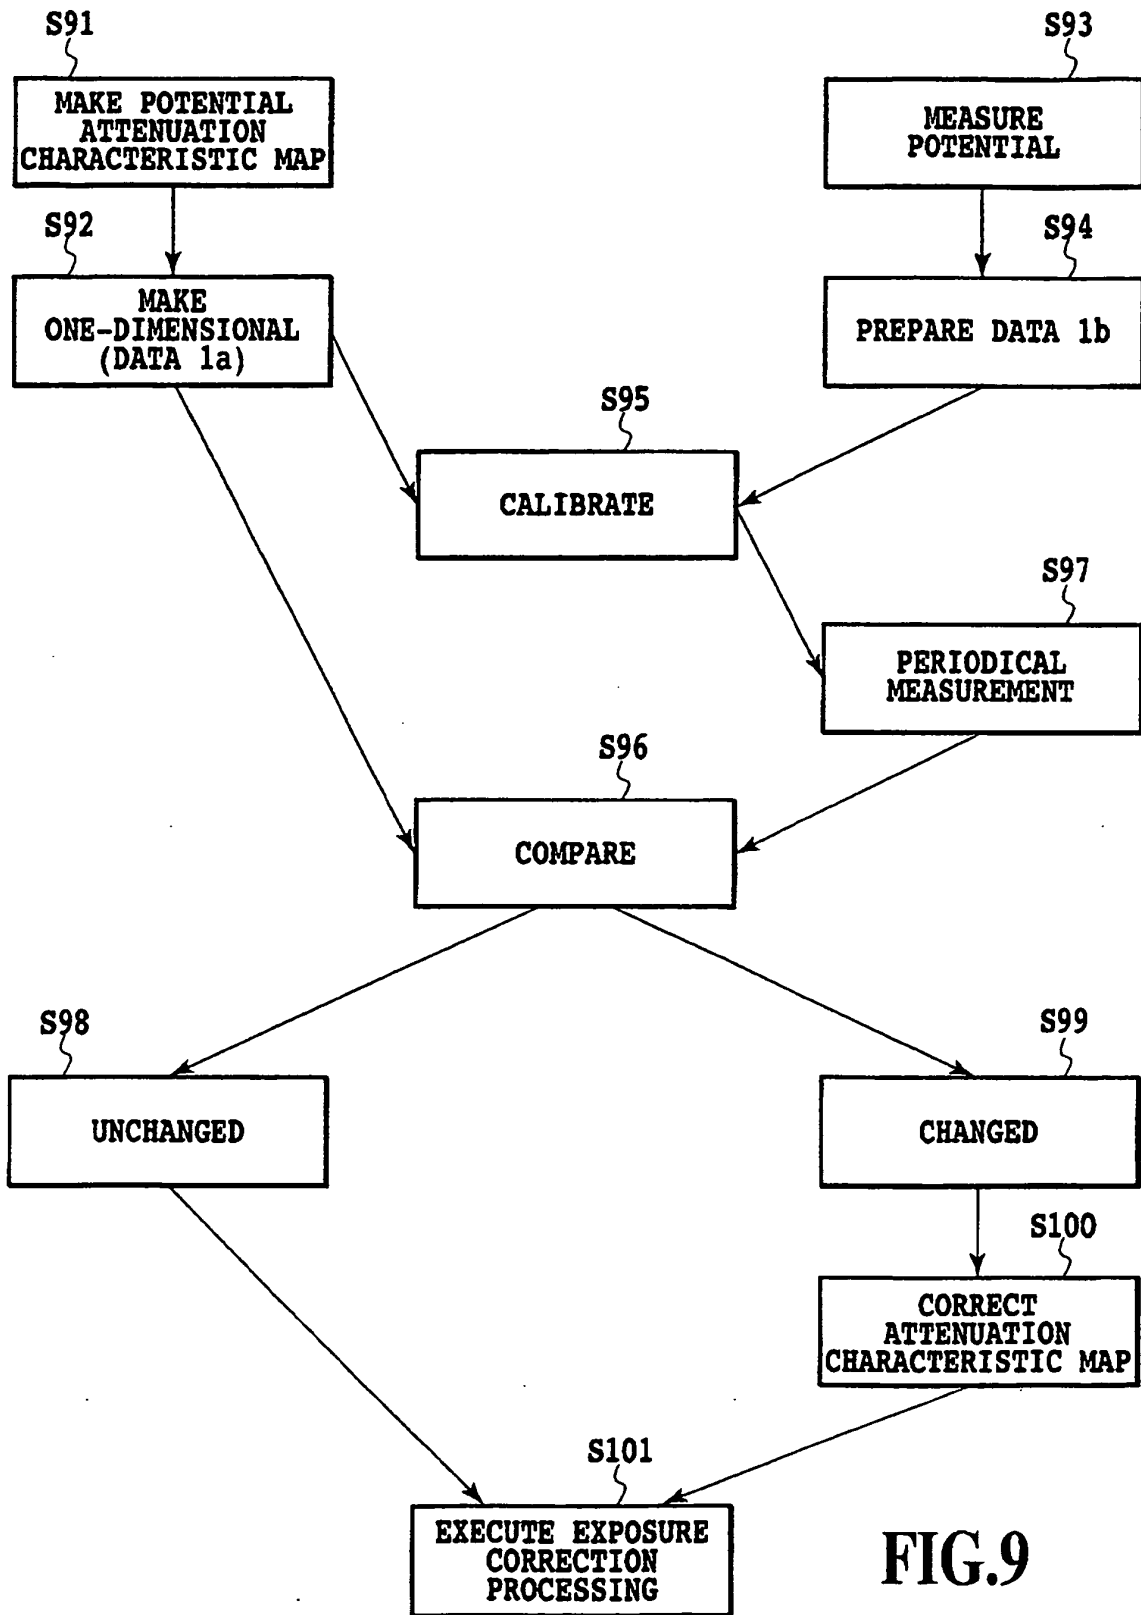 S91
MAKE POTENTIAL
ATTENUATION
CHARACTERISTIC MAP
S93
MEASURE
POTENTIAL
S92
MAKE
ONE-DIMENSIONAL
(DATA 1a)
S94
PREPARE DATA 1b
S95
CALIBRATE
S97
PERIODICAL
MEASUREMENT
S96
COMPARE
S98
UNCHANGED
S99
CHANGED
S100
CORRECT
ATTENUATION
CHARACTERISTIC MAP
S101
EXECUTE EXPOSURE
CORRECTION
PROCESSING
FIG.9